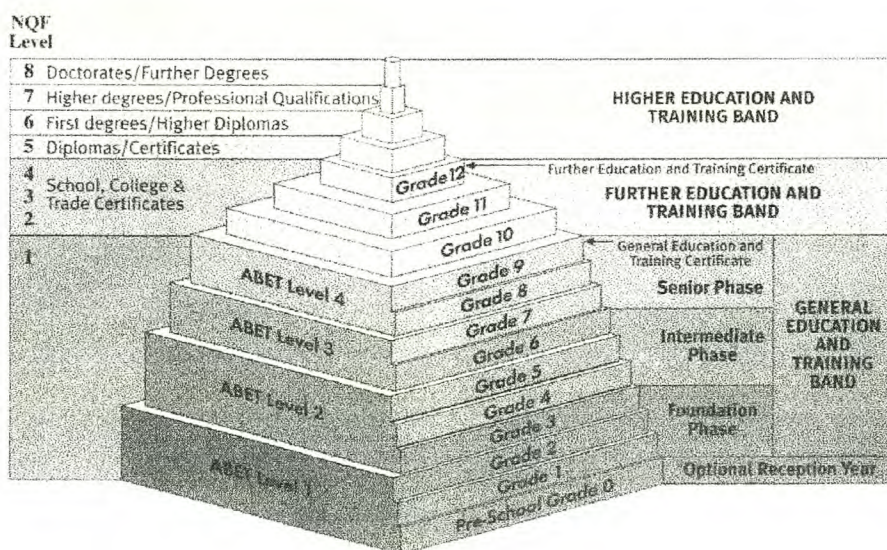 NQF
Level
8 Doctorates/Further Degrees
7 Higher degrees/Professional Qualifications
6 First degrees/Higher Diplomas
5 Diplomas/Certificates
HIGHER EDUCATION AND
TRAINING BAND
4
3
2
School, College &
Trade Certificates
Further Education and Training Certificate
FURTHER EDUCATION AND
TRAINING BAND
1
General Education and
Training Certificate
Senior Phase
Intermediate
Phase
Foundation
Phase
GENERAL
EDUCATION
AND
TRAINING
BAND
Optional Reception Year
Grade 12
Grade 11
Grade 10
Grade 9
Grade 8
Grade 7
Grade 6
Grade 5
Grade 4
Grade 3
Grade 2
Grade 1
Pre-School Grade 0
ABET Level 4
ABET Level 3
ABET Level 2
ABET Level 1